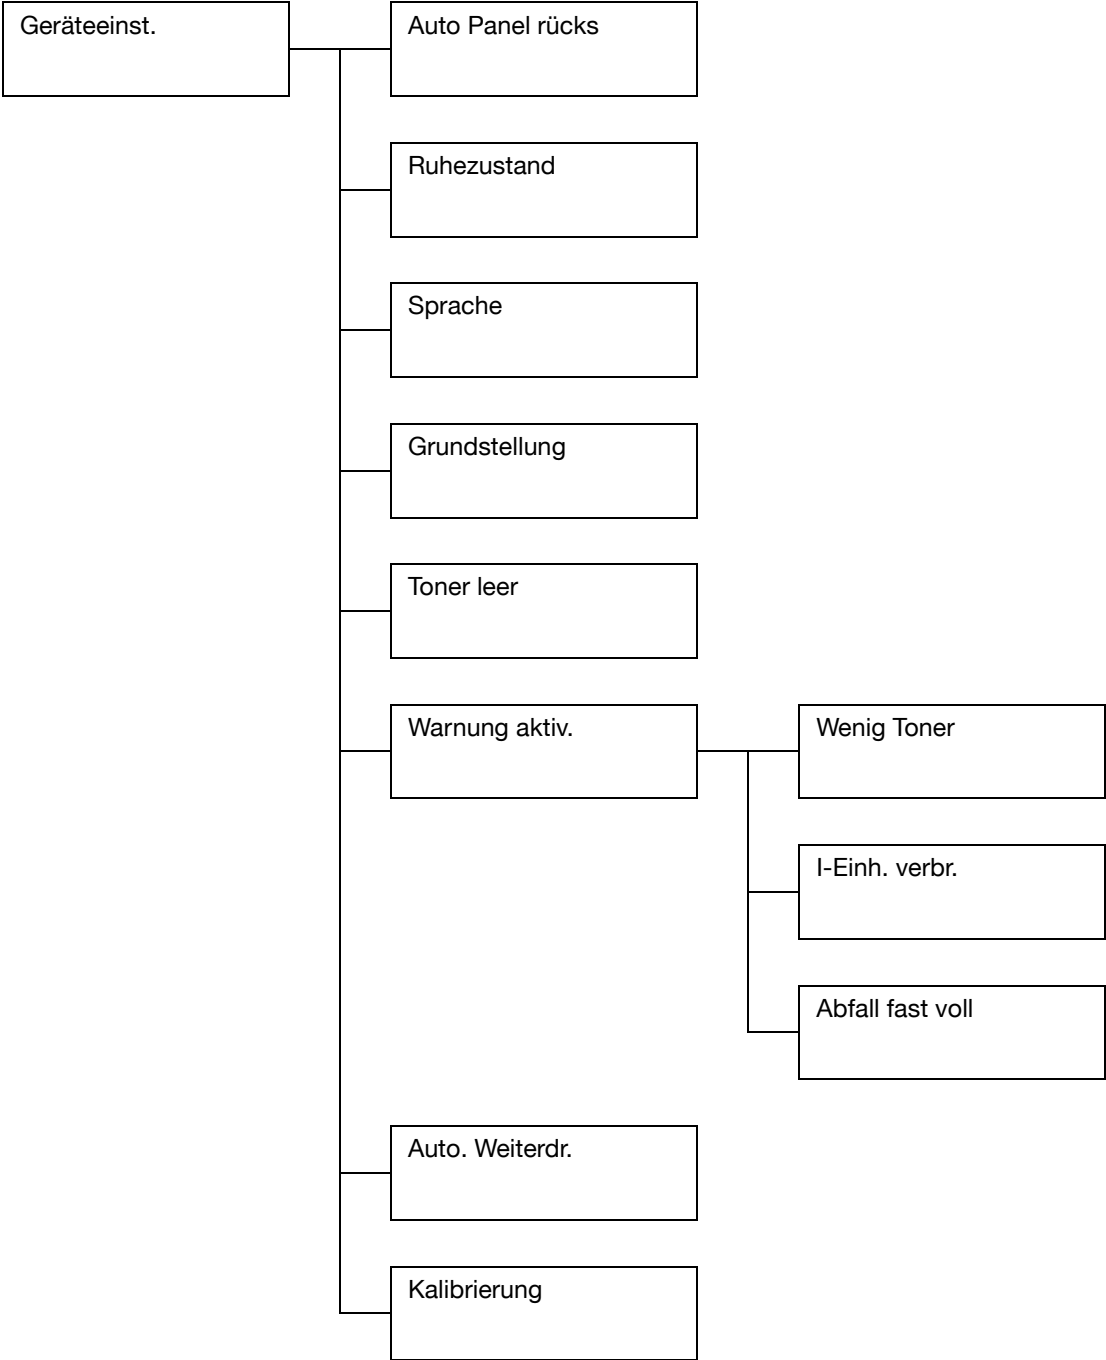 Geräteeinst.
Auto Panel rücks
Ruhezustand
Sprache
Grundstellung
Toner leer
Warnung aktiv.
Wenig Toner
I-Einh. verbr.
Abfall fast voll
Auto. Weiterdr.
Kalibrierung